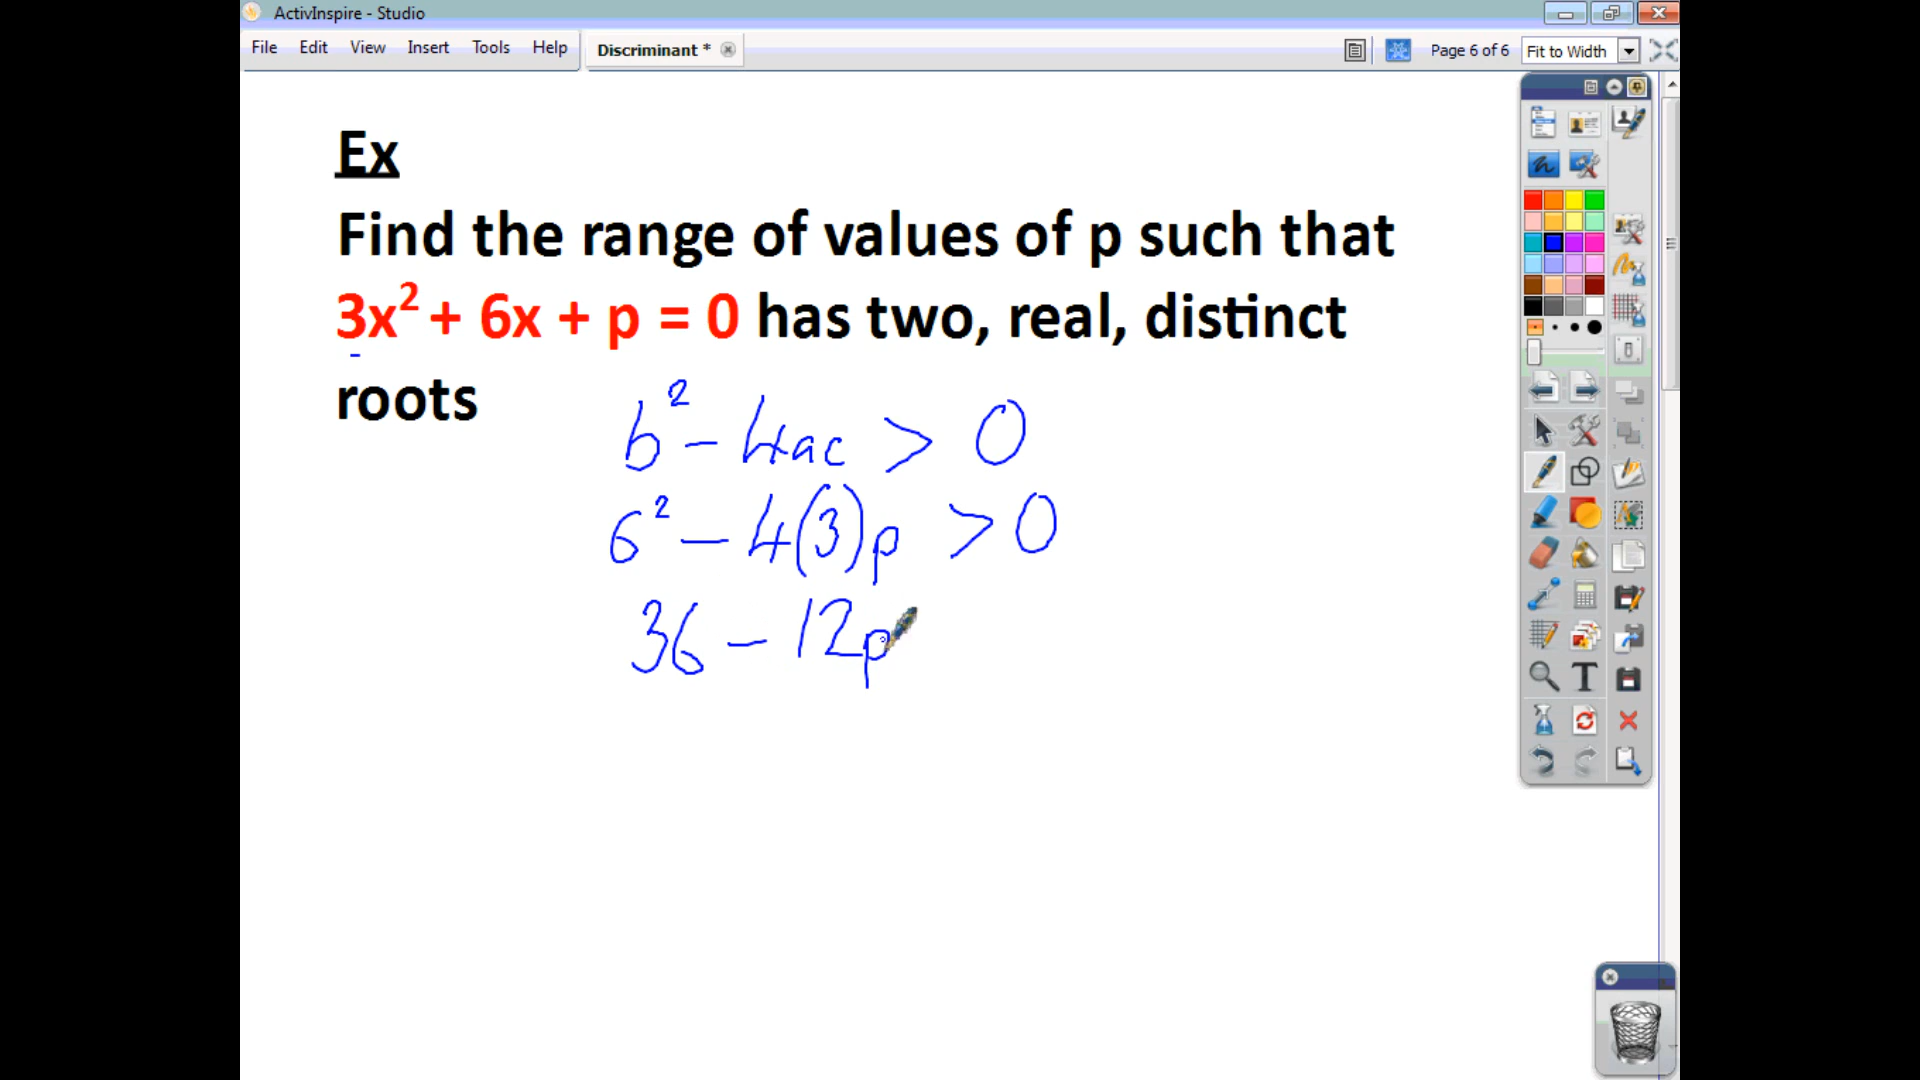 ActivInspire - Studio
File Edit View Insert Tools Help Discriminant * Page 6 of 6 Fit to Width
Ex
Find the range of values of p such that
3x² + 6x + p = 0 has two, real, distinct
roots
b² - 4ac > 0
6² - 4(3)p > 0
36 - 12p